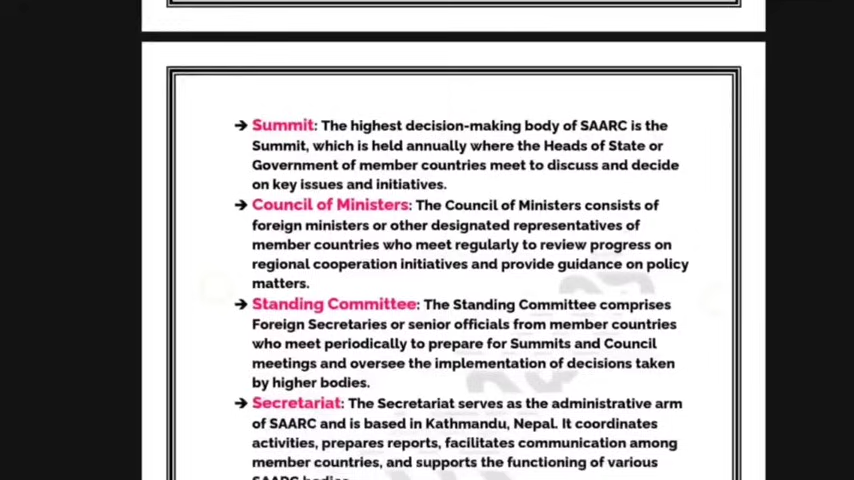 → Summit: The highest decision-making body of SAARC is the
Summit, which is held annually where the Heads of State or
Government of member countries meet to discuss and decide
on key issues and initiatives.
→ Council of Ministers: The Council of Ministers consists of
foreign ministers or other designated representatives of
member countries who meet regularly to review progress on
regional cooperation initiatives and provide guidance on policy
matters.
→ Standing Committee: The Standing Committee comprises
Foreign Secretaries or senior officials from member countries
who meet periodically to prepare for Summits and Council
meetings and oversee the implementation of decisions taken
by higher bodies.
→ Secretariat: The Secretariat serves as the administrative arm
of SAARC and is based in Kathmandu, Nepal. It coordinates
activities, prepares reports, facilitates communication among
member countries, and supports the functioning of various
SAARC bodies.